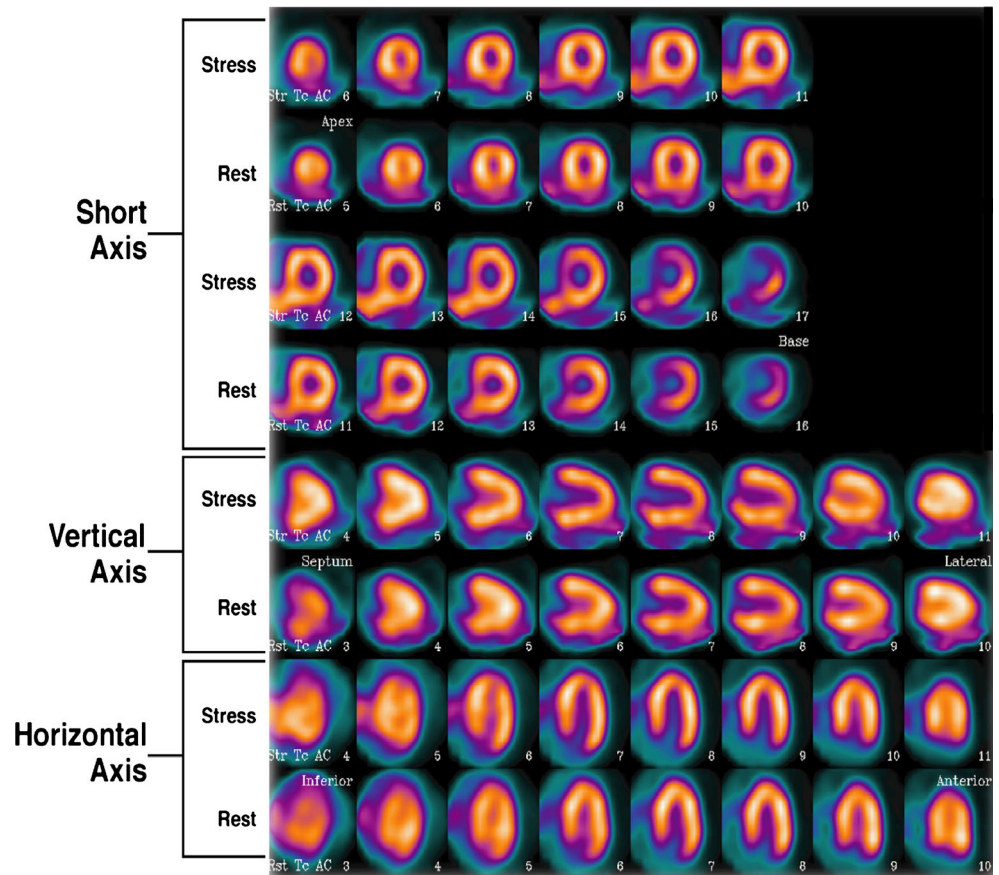 Short
Axis
Stress
Str Tc AC 6 7 8 9 10 11
Apex
Rest
Rst Tc AC 5 6 7 8 9 10
Stress
Str Tc AC 12 13 14 15 16 17
Base
Rest
Rst Tc AC 11 12 13 14 15 16
Vertical
Axis
Stress
Str Tc AC 4 5 6 7 8 9 10 11
Septum Lateral
Rest
Rst Tc AC 3 4 5 6 7 8 9 10
Horizontal
Axis
Stress
Str Tc AC 4 5 6 7 8 9 10 11
Inferior Anterior
Rest
Rst Tc AC 3 4 5 6 7 8 9 10